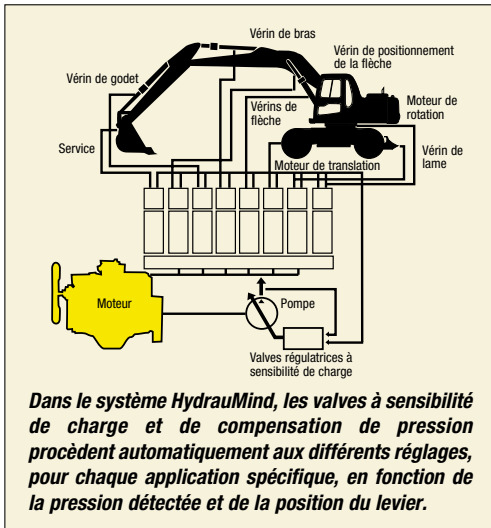 Vérin de bras
Vérin de positionnement
de la flèche
Vérin de godet
Moteur de
rotation
Vérins de
flèche
Service
Vérin de
lame
Moteur de translation
Moteur
Pompe
Valves régulatrices à
sensibilité de charge
Dans le système HydrauMind, les valves à sensibilité
de charge et de compensation de pression
procèdent automatiquement aux différents réglages,
pour chaque application spécifique, en fonction de
la pression détectée et de la position du levier.